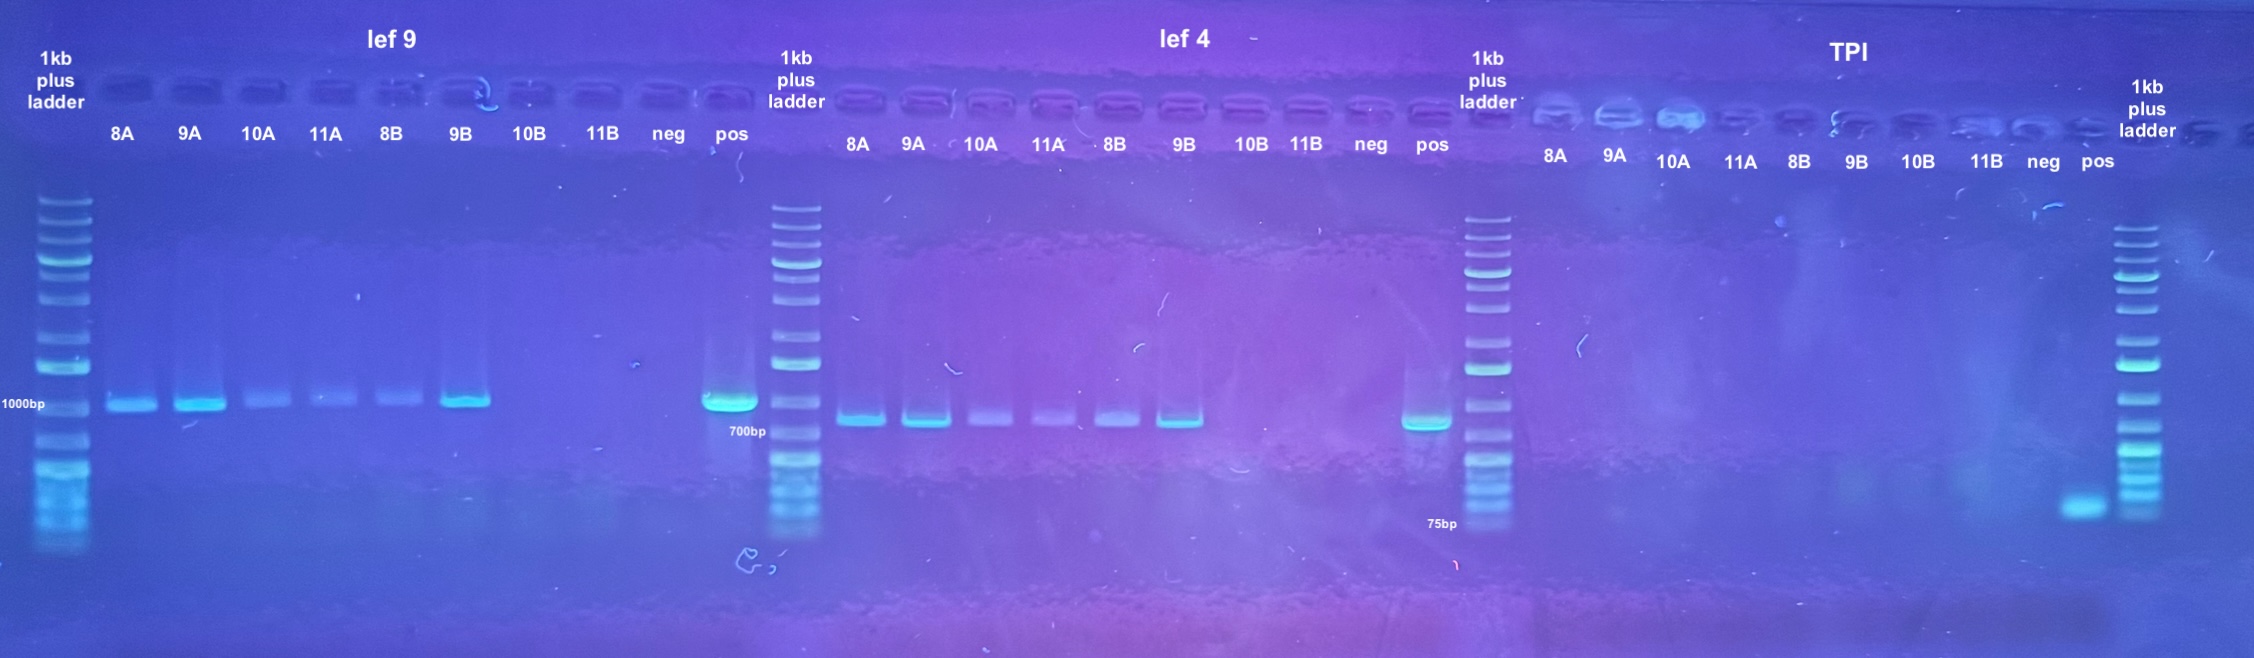 lef 9
lef 4
TPI
1kb
plus
ladder
1kb
plus
ladder
1kb
plus
ladder
1kb
plus
ladder
8A 9A 10A 11A 8B 9B 10B 11B neg pos
8A 9A 10A 11A 8B 9B 10B 11B neg pos
8A 9A 10A 11A 8B 9B 10B 11B neg pos
1000bp
700bp
75bp